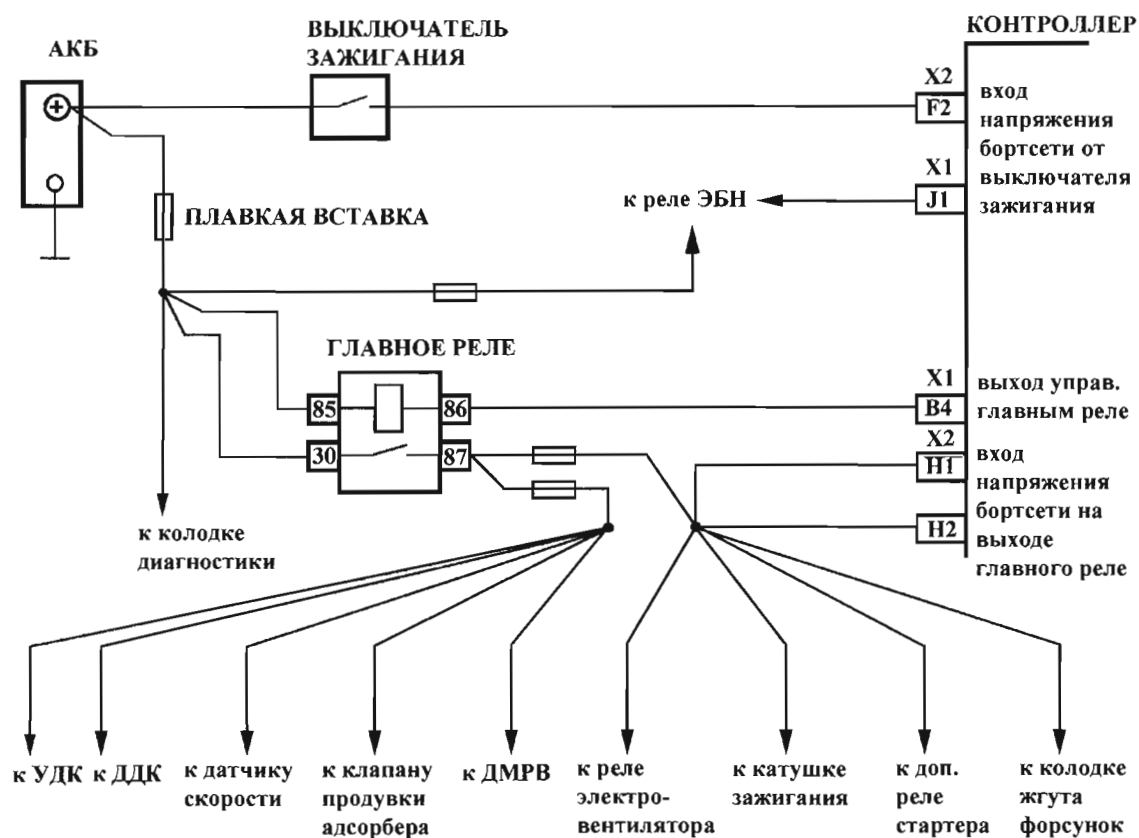 КОНТРОЛЛЕР
АКБ
ВЫКЛЮЧАТЕЛЬ
ЗАЖИГАНИЯ
X2
F2
вход
напряжения
бортсети от
выключателя
зажигания
X1
J1
к реле ЭБН
ПЛАВКАЯ ВСТАВКА
ГЛАВНОЕ РЕЛЕ
85
86
30
87
X1
B4
выход управ.
главным реле
X2
H1
H2
вход
напряжения
бортсети на
выходе
главного реле
к колодке
диагностики
к УДК
к ДДК
к датчику
скорости
к клапану
продувки
адсорбера
к ДМРВ
к реле
электро-
вентилятора
к катушке
зажигания
к доп.
реле
стартера
к колодке
жгута
форсунок